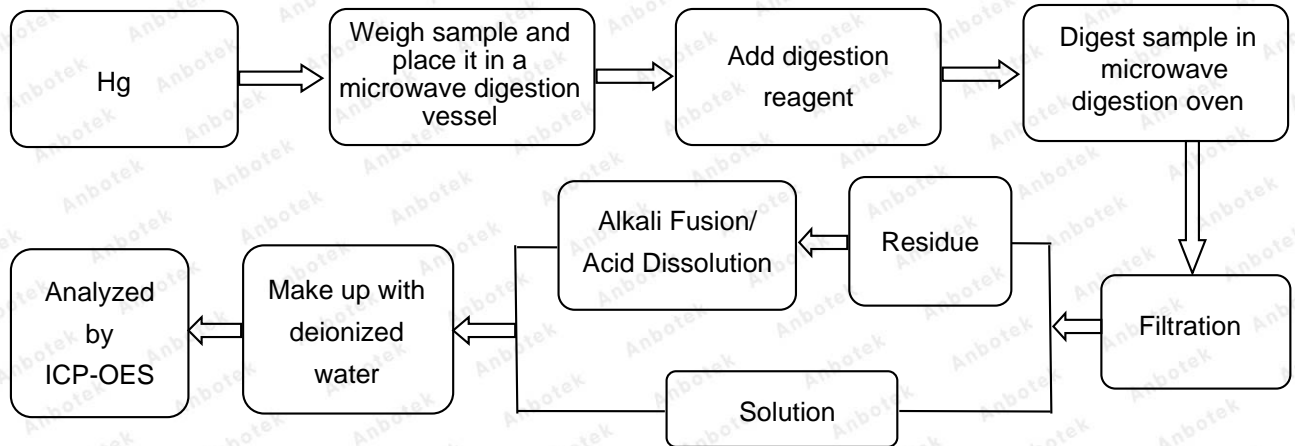 Hg
Weigh sample and
place it in a
microwave digestion
vessel
Add digestion
reagent
Digest sample in
microwave
digestion oven
Filtration
Residue
Alkali Fusion/
Acid Dissolution
Solution
Make up with
deionized
water
Analyzed
by
ICP-OES
Anbotek